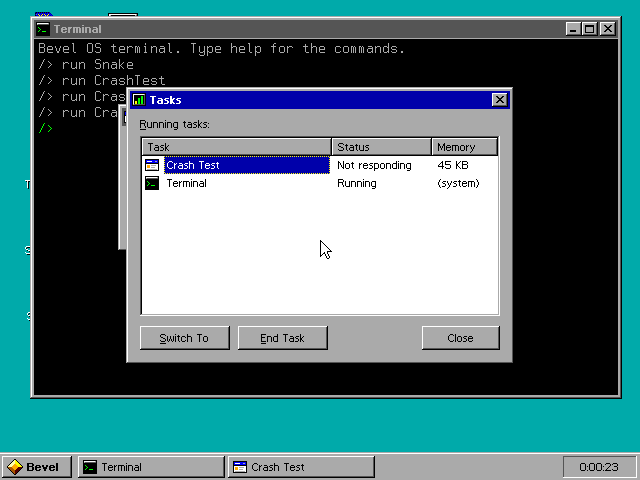 Terminal
Bevel OS terminal. Type help for the commands.
/> run Snake
/> run CrashTest
/> run Cras
/> run Cra
/>
Tasks
Running tasks:
Task Status Memory
Crash Test Not responding 45 KB
Terminal Running (system)
Switch To End Task Close
Bevel Terminal Crash Test 0:00:23